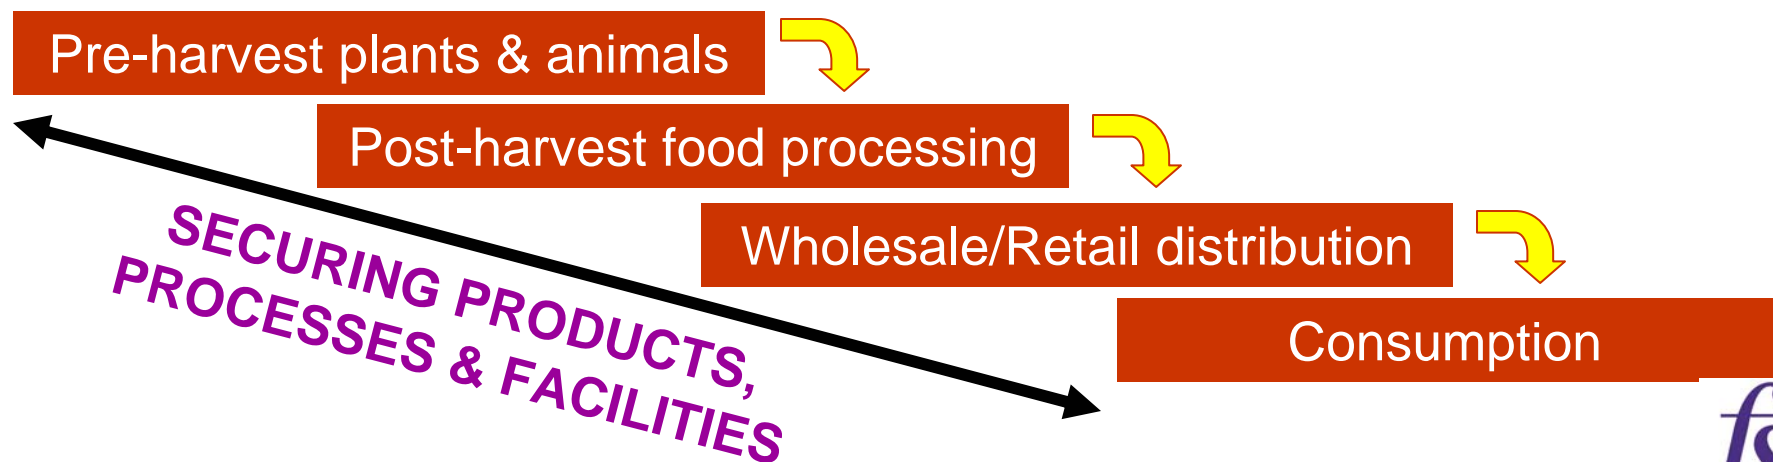 Pre-harvest plants & animals
Post-harvest food processing
Wholesale/Retail distribution
Consumption
SECURING PRODUCTS,
PROCESSES & FACILITIES